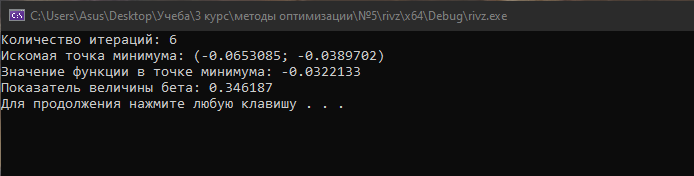 C:\Users\Asus\Desktop\Учеба\3 курс\методы оптимизации\№5\rivz\x64\Debug\rivz.exe
Количество итераций: 6
Искомая точка минимума: (-0.0653085; -0.0389702)
Значение функции в точке минимума: -0.0322133
Показатель величины бета: 0.346187
Для продолжения нажмите любую клавишу . . .